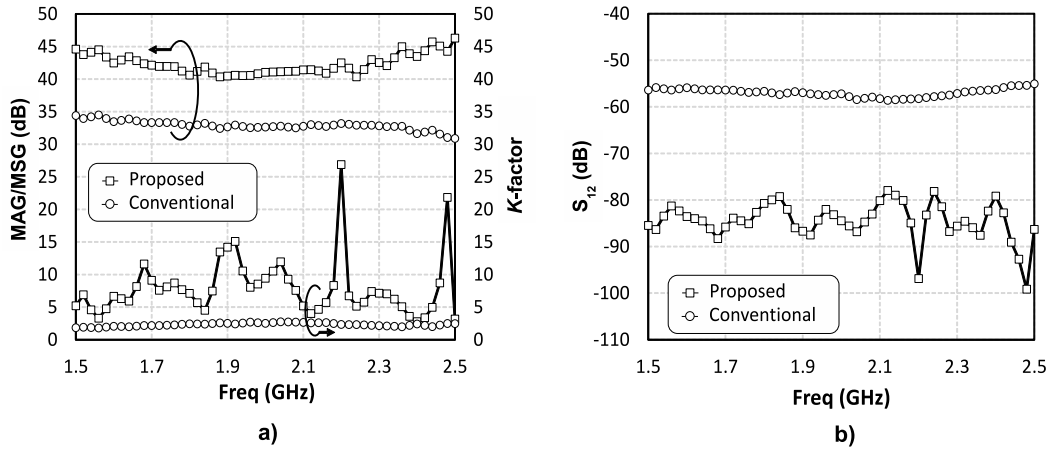 50 50
45 45
40 40
35 35
30 30
25 25
20 20
15 15
10 10
5 5
0 0
MAG/MSG (dB)
K-factor
Proposed
Conventional
1.5 1.7 1.9 2.1 2.3 2.5
Freq (GHz)
a)
-40
-50
-60
-70
-80
-90
-100
-110
S12 (dB)
Proposed
Conventional
1.5 1.7 1.9 2.1 2.3 2.5
Freq (GHz)
b)